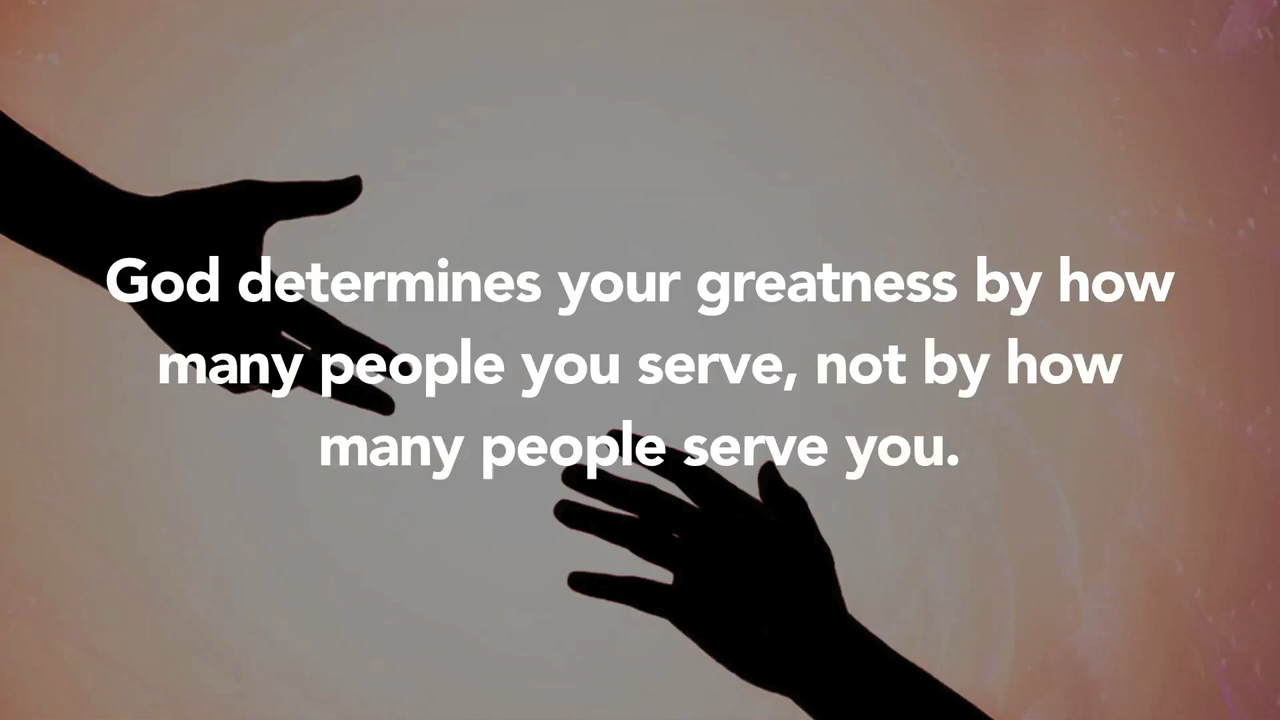 God determines your greatness by how
many people you serve, not by how
many people serve you.